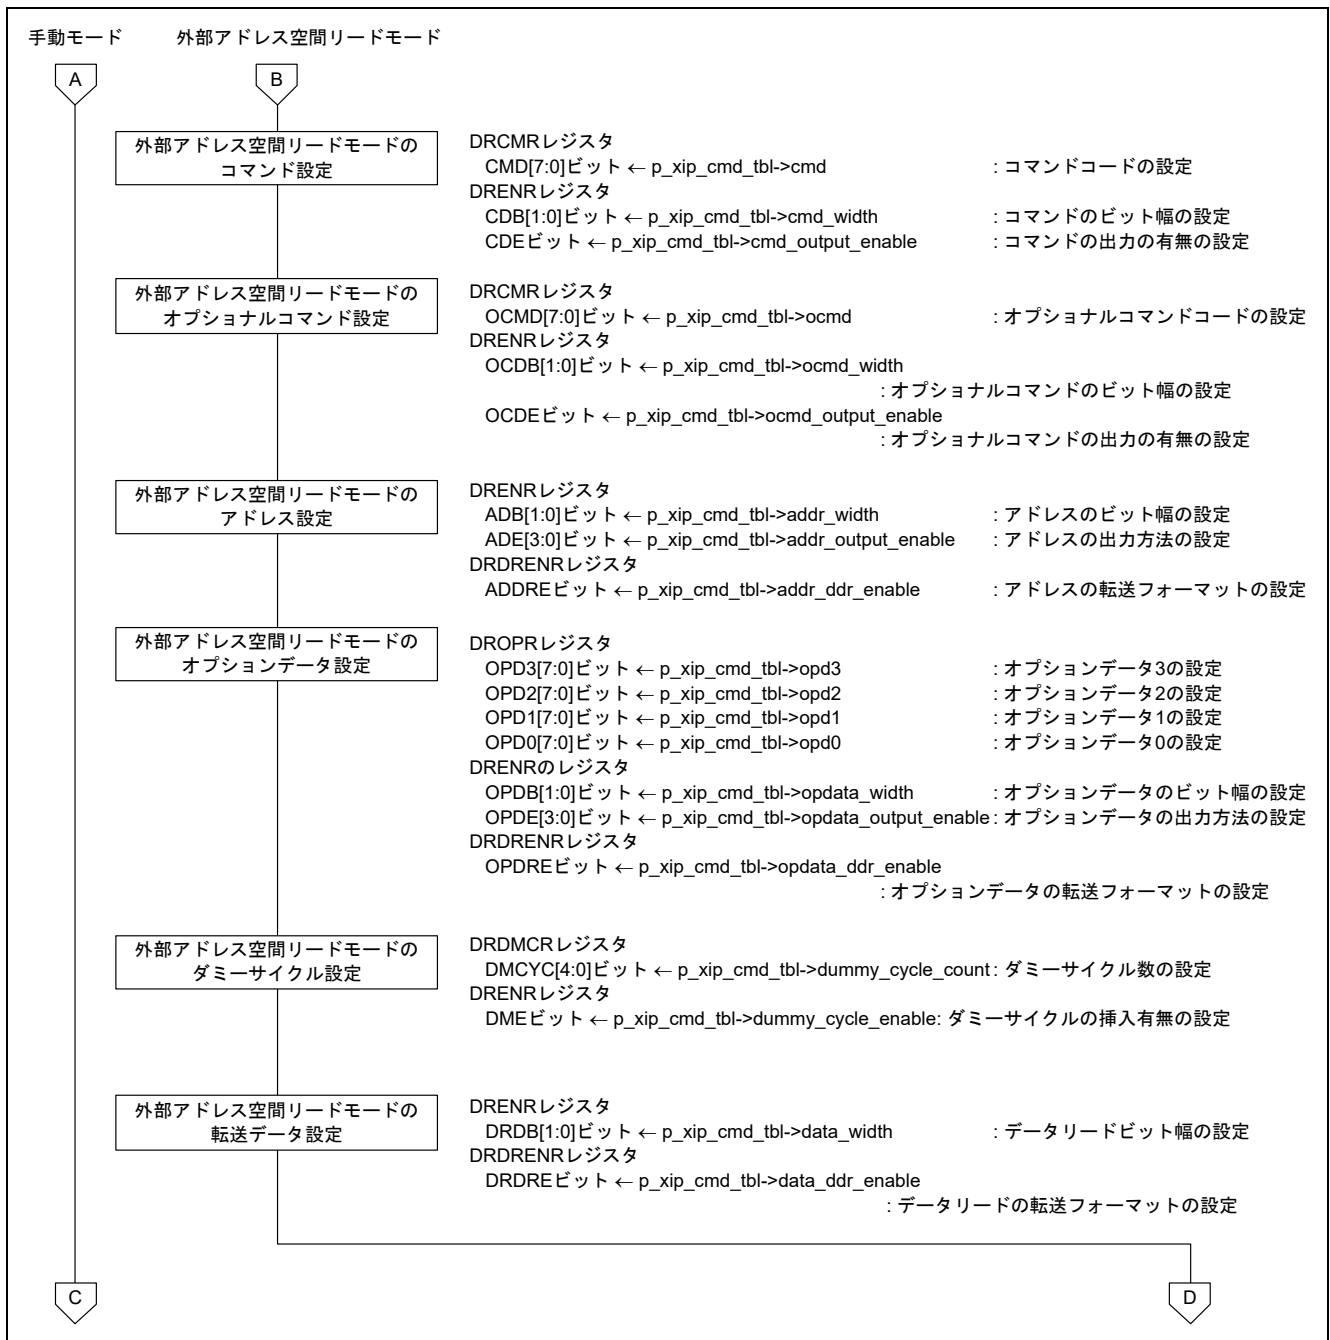 手動モード 外部アドレス空間リードモード
A B
外部アドレス空間リードモードの
コマンド設定
DRCMRレジスタ
CMD[7:0]ビット ← p_xip_cmd_tbl->cmd : コマンドコードの設定
DRENRレジスタ
CDB[1:0]ビット ← p_xip_cmd_tbl->cmd_width : コマンドのビット幅の設定
CDEビット ← p_xip_cmd_tbl->cmd_output_enable : コマンドの出力の有無の設定
外部アドレス空間リードモードの
オプショナルコマンド設定
DRCMRレジスタ
OCMD[7:0]ビット ← p_xip_cmd_tbl->ocmd : オプショナルコマンドコードの設定
DRENRレジスタ
OCDB[1:0]ビット ← p_xip_cmd_tbl->ocmd_width
: オプショナルコマンドのビット幅の設定
OCDEビット ← p_xip_cmd_tbl->ocmd_output_enable
: オプショナルコマンドの出力の有無の設定
外部アドレス空間リードモードの
アドレス設定
DRENRレジスタ
ADB[1:0]ビット ← p_xip_cmd_tbl->addr_width : アドレスのビット幅の設定
ADE[3:0]ビット ← p_xip_cmd_tbl->addr_output_enable : アドレスの出力方法の設定
DRDRENRレジスタ
ADDREビット ← p_xip_cmd_tbl->addr_ddr_enable : アドレスの転送フォーマットの設定
外部アドレス空間リードモードの
オプションデータ設定
DROPRレジスタ
OPD3[7:0]ビット ← p_xip_cmd_tbl->opd3 : オプションデータ3の設定
OPD2[7:0]ビット ← p_xip_cmd_tbl->opd2 : オプションデータ2の設定
OPD1[7:0]ビット ← p_xip_cmd_tbl->opd1 : オプションデータ1の設定
OPD0[7:0]ビット ← p_xip_cmd_tbl->opd0 : オプションデータ0の設定
DRENRのレジスタ
OPDB[1:0]ビット ← p_xip_cmd_tbl->opdata_width : オプションデータのビット幅の設定
OPDE[3:0]ビット ← p_xip_cmd_tbl->opdata_output_enable : オプションデータの出力方法の設定
DRDRENRレジスタ
OPDREビット ← p_xip_cmd_tbl->opdata_ddr_enable
: オプションデータの転送フォーマットの設定
外部アドレス空間リードモードの
ダミーサイクル設定
DRDMCRレジスタ
DMCYC[4:0]ビット ← p_xip_cmd_tbl->dummy_cycle_count : ダミーサイクル数の設定
DRENRレジスタ
DMEビット ← p_xip_cmd_tbl->dummy_cycle_enable: ダミーサイクルの挿入有無の設定
外部アドレス空間リードモードの
転送データ設定
DRENRレジスタ
DRDB[1:0]ビット ← p_xip_cmd_tbl->data_width : データリードビット幅の設定
DRDRENRレジスタ
DRDREビット ← p_xip_cmd_tbl->data_ddr_enable
: データリードの転送フォーマットの設定
C D